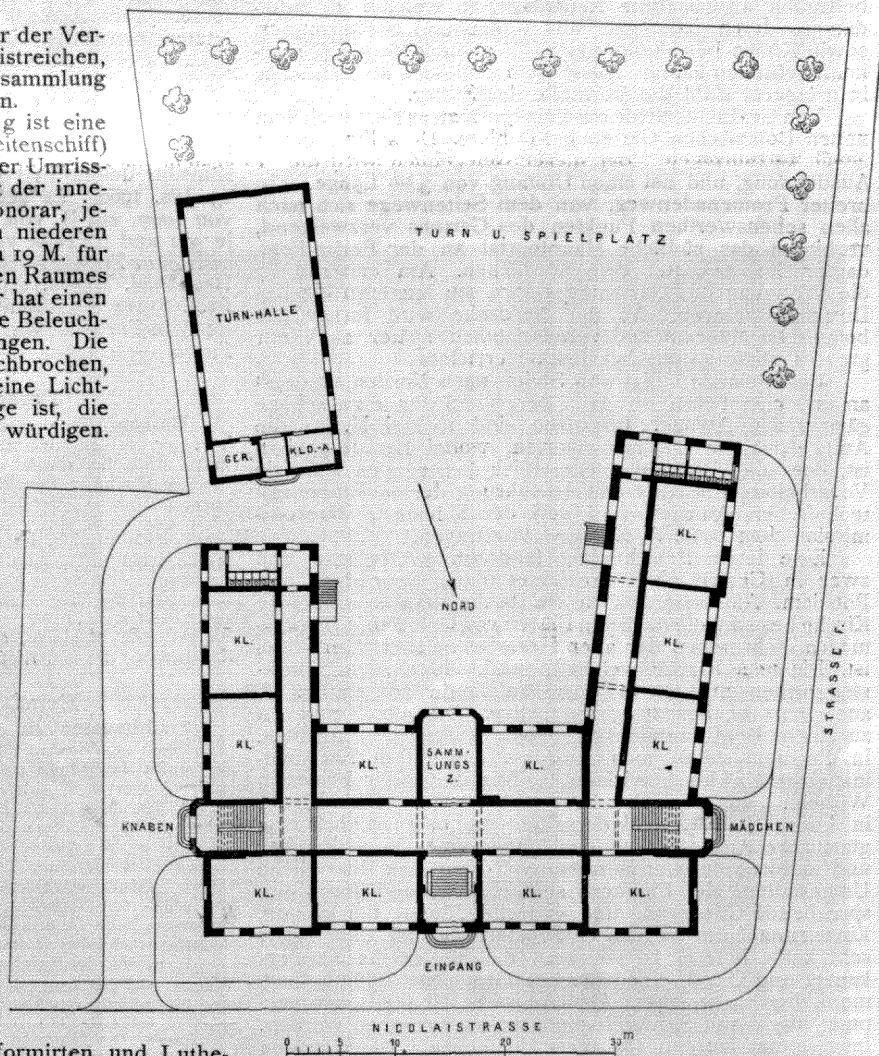 r der Ver-
istreichen,
sammlung
n.
g ist eine
eitenschiff)
er Umriss-
der inne-
onorar, je-
n niederen
n 19 M. für
en Raumes
r hat einen
e Beleuch-
ngen. Die
chbrochen,
eine Licht-
ge ist, die
würdigen.
TURN U. SPIELPLATZ
TURN-HALLE
GER. KLD.-A.
NORD
KL.
KL.
KL.
KL.
KL.
STRASSE F.
KL. SAMM-
LUNGS
Z. KL.
KNABEN
MÄDCHEN
KL. KL. KL. KL.
EINGANG
NICOLAISTRASSE
formirten und Luthe-
0 5 10 20 30 m